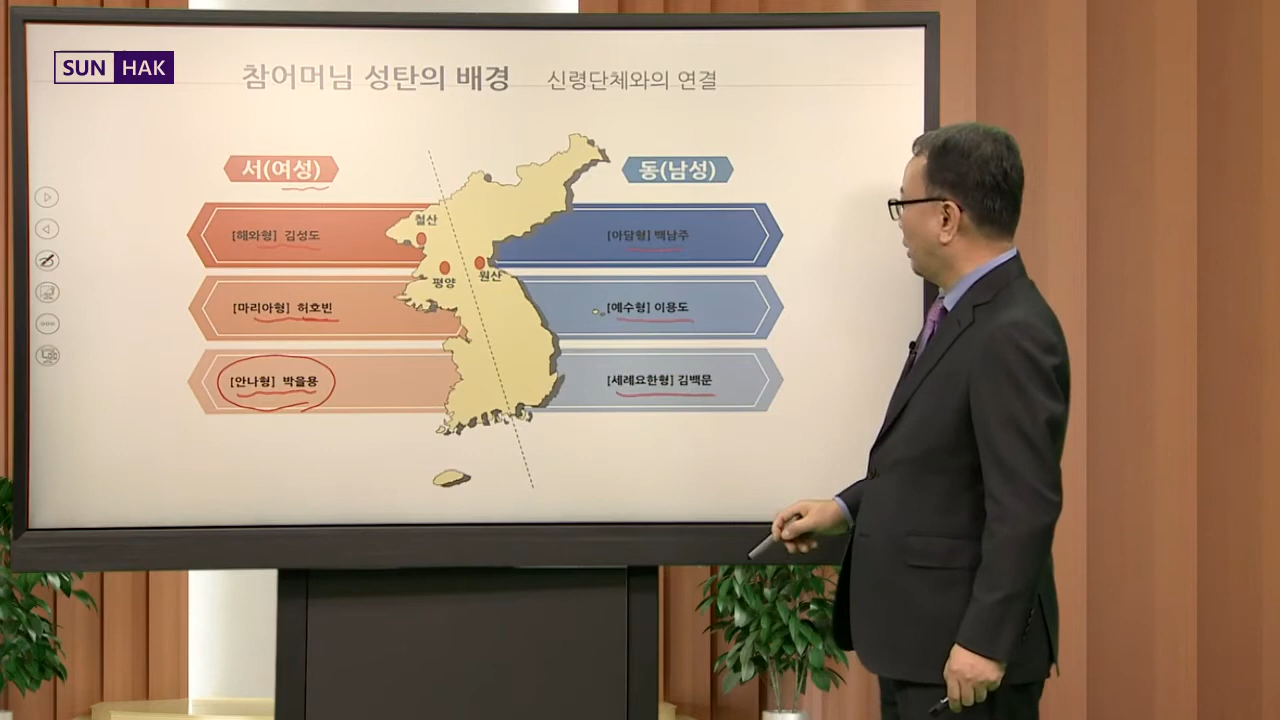 SUN HAK
참어머님 성탄의 배경 신령단체와의 연결
서(여성)
동(남성)
철산
[해와형] 김성도
[아담형] 백남주
원산
평양
[마리아형] 허호빈
[예수형] 이용도
[안나형] 박을용
[세례요한형] 김백문